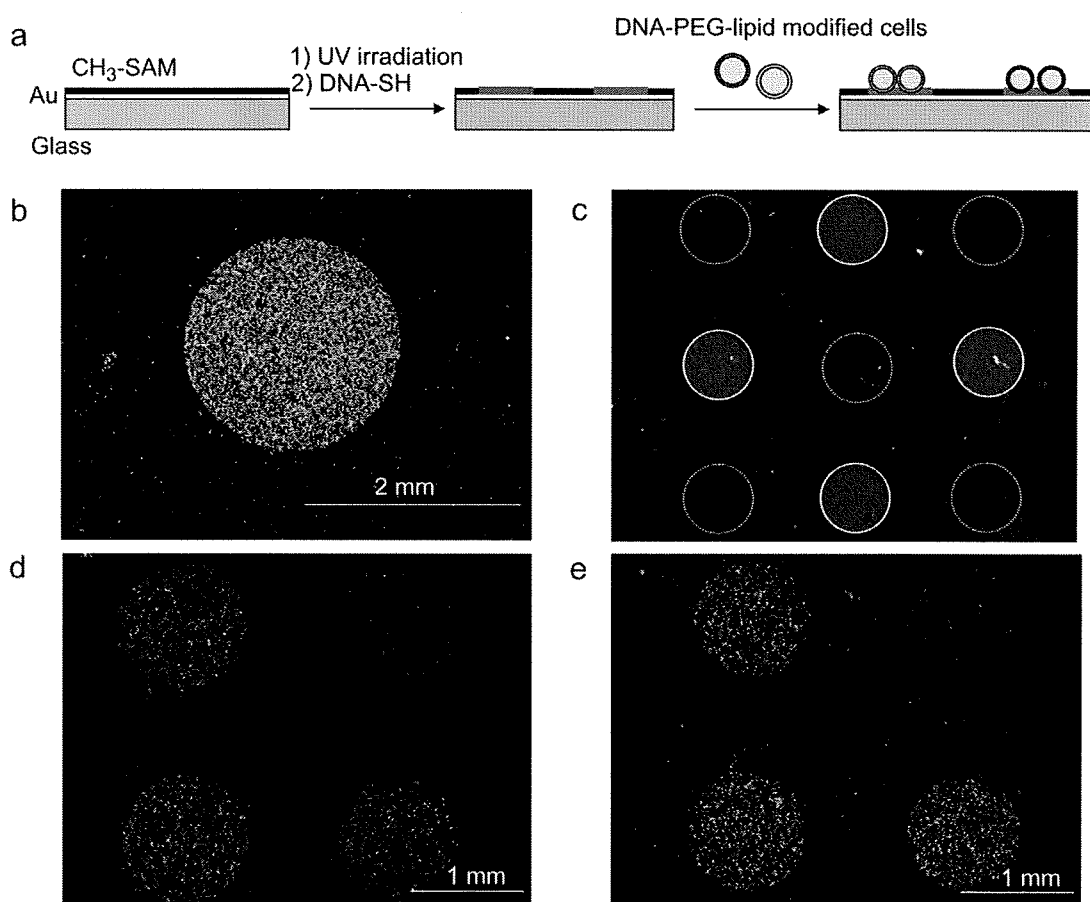 a
DNA-PEG-lipid modified cells
CH3-SAM
1) UV irradiation
2) DNA-SH
Au
Glass
b
2 mm
c
d
1 mm
e
1 mm